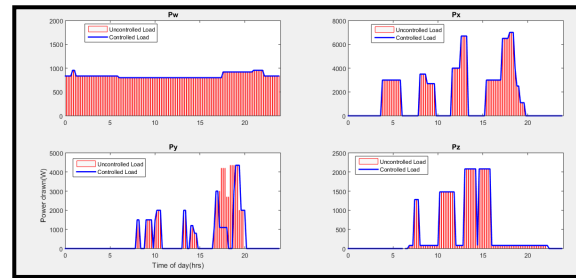 Pw
2000
1500
1000
500
0
Uncontrolled Load
Controlled Load
0 5 10 15 20
Px
8000
6000
4000
2000
0
Uncontrolled Load
Controlled Load
0 5 10 15 20
Py
Power drawn(W)
5000
4000
3000
2000
1000
0
Uncontrolled Load
Controlled Load
0 5 10 15 20
Time of day(hrs)
Pz
2500
2000
1500
1000
500
0
Uncontrolled Load
Controlled Load
0 5 10 15 20